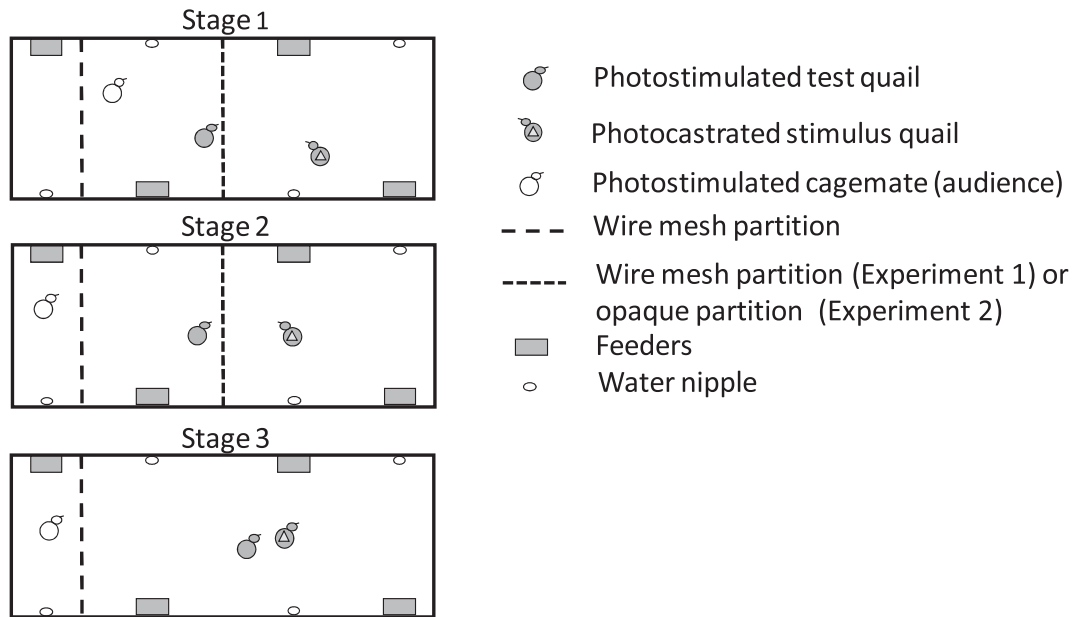 Stage 1
Stage 2
Stage 3
Photostimulated test quail
Photocastrated stimulus quail
Photostimulated cagemate (audience)
Wire mesh partition
Wire mesh partition (Experiment 1) or
opaque partition (Experiment 2)
Feeders
Water nipple